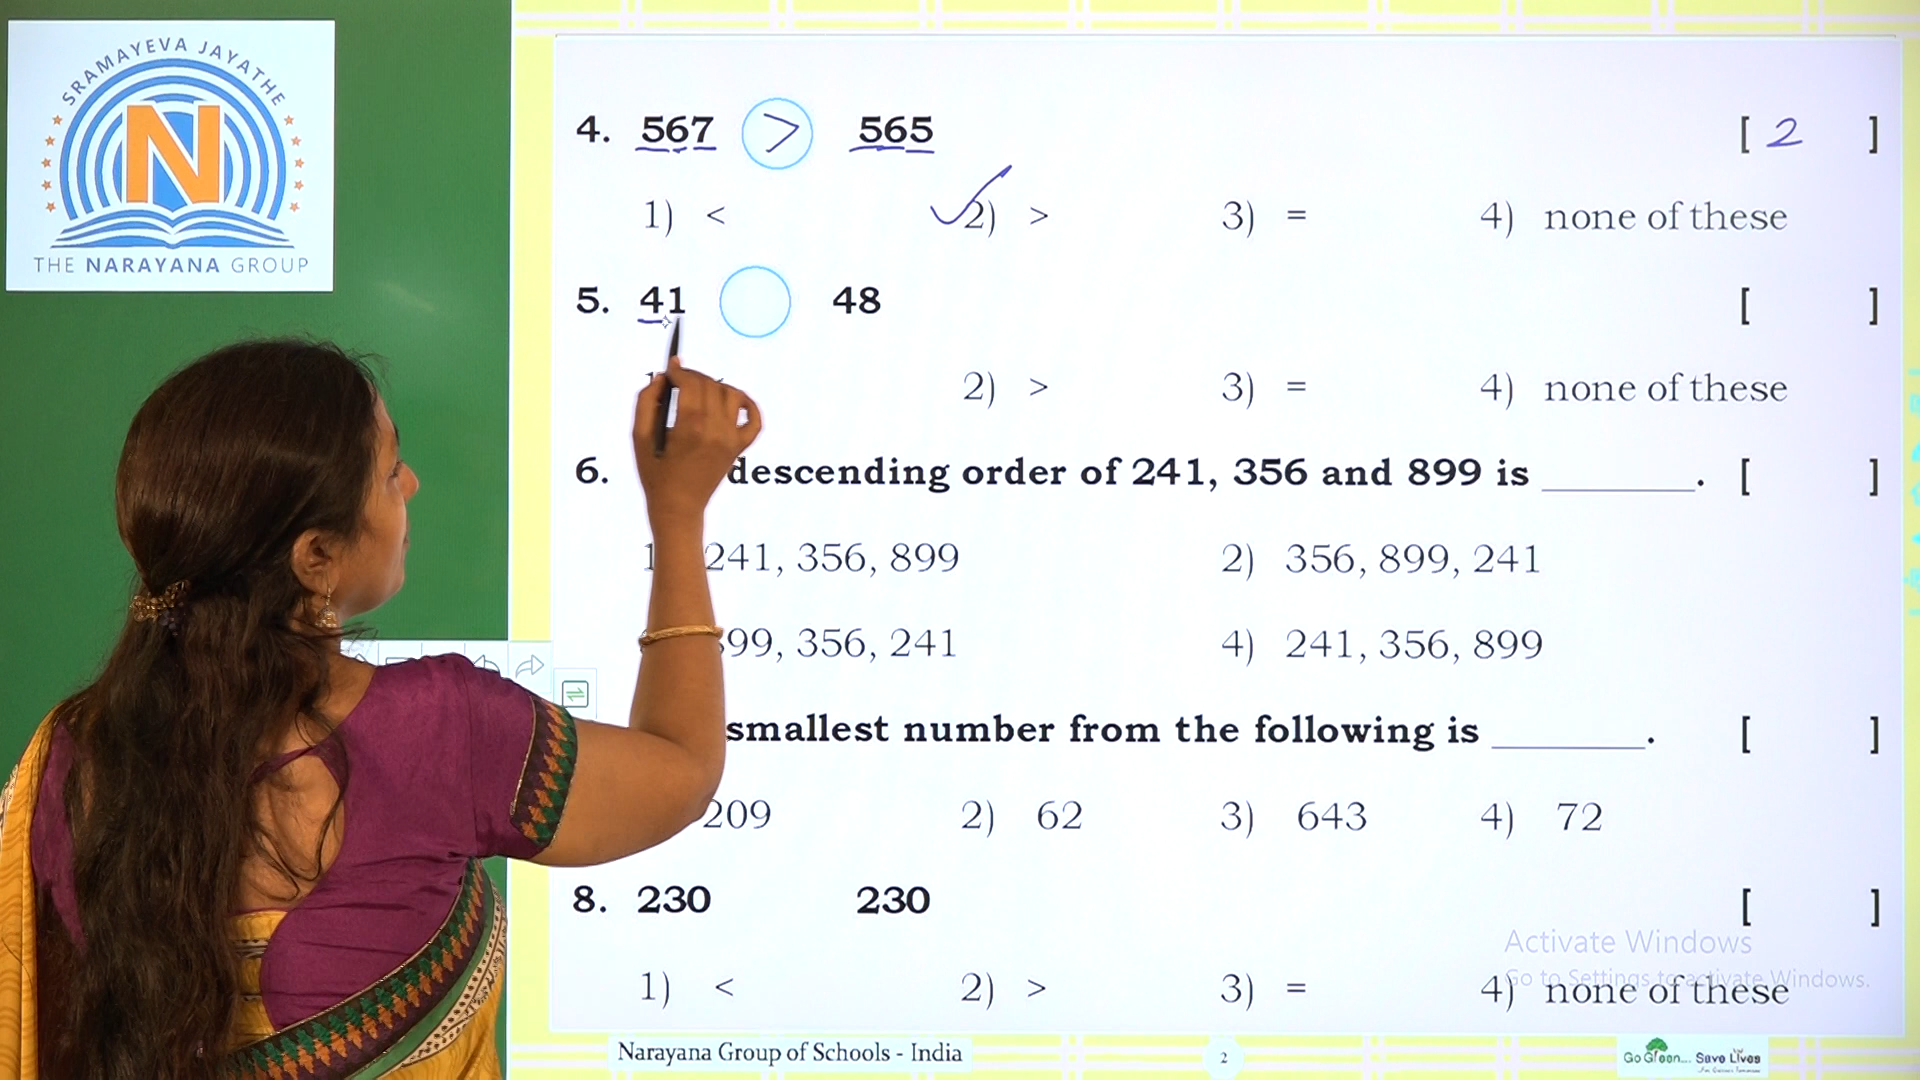 SRAMAYEVA JAYATHE
N
THE NARAYANA GROUP
4. 567 > 565 [ 2 ]
1) < 2) > 3) = 4) none of these
5. 41 48 [ ]
2) > 3) = 4) none of these
6. descending order of 241, 356 and 899 is ________. [ ]
241, 356, 899 2) 356, 899, 241
99, 356, 241 4) 241, 356, 899
smallest number from the following is ________. [ ]
209 2) 62 3) 643 4) 72
8. 230 230 [ ]
Activate Windows
Go to Settings to activate Windows.
1) < 2) > 3) = 4) none of these
Narayana Group of Schools - India
2
Go Green... Save Lives